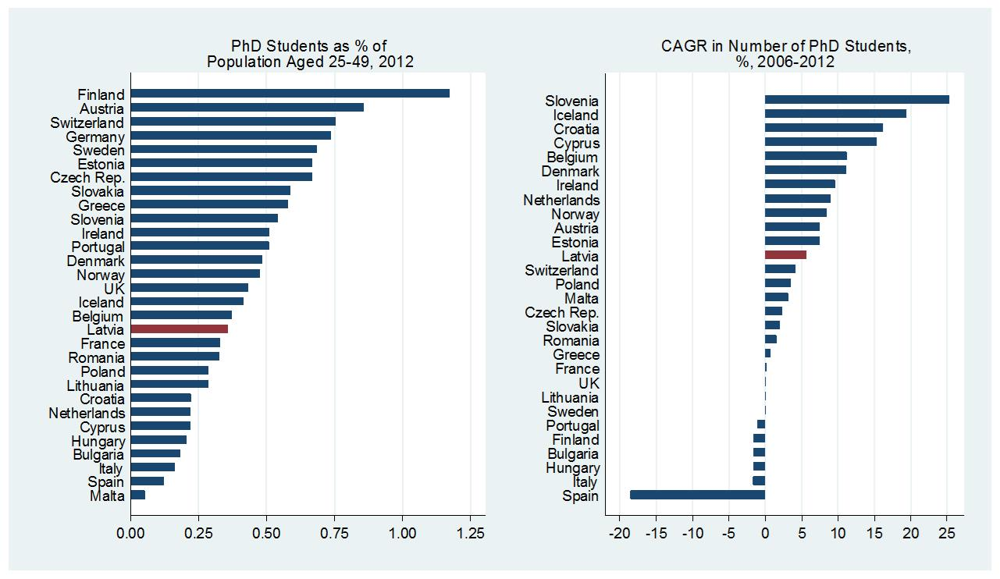 PhD Students as % of
Population Aged 25-49, 2012
Finland
Austria
Switzerland
Germany
Sweden
Estonia
Czech Rep.
Slovakia
Greece
Slovenia
Ireland
Portugal
Denmark
Norway
UK
Iceland
Belgium
Latvia
France
Romania
Poland
Lithuania
Croatia
Netherlands
Cyprus
Hungary
Bulgaria
Italy
Spain
Malta
0.00 0.25 0.50 0.75 1.00 1.25
CAGR in Number of PhD Students,
%, 2006-2012
Slovenia
Iceland
Croatia
Cyprus
Belgium
Denmark
Ireland
Netherlands
Norway
Austria
Estonia
Latvia
Switzerland
Poland
Malta
Czech Rep.
Slovakia
Romania
Greece
France
UK
Lithuania
Sweden
Portugal
Finland
Bulgaria
Hungary
Italy
Spain
-20 -15 -10 -5 0 5 10 15 20 25